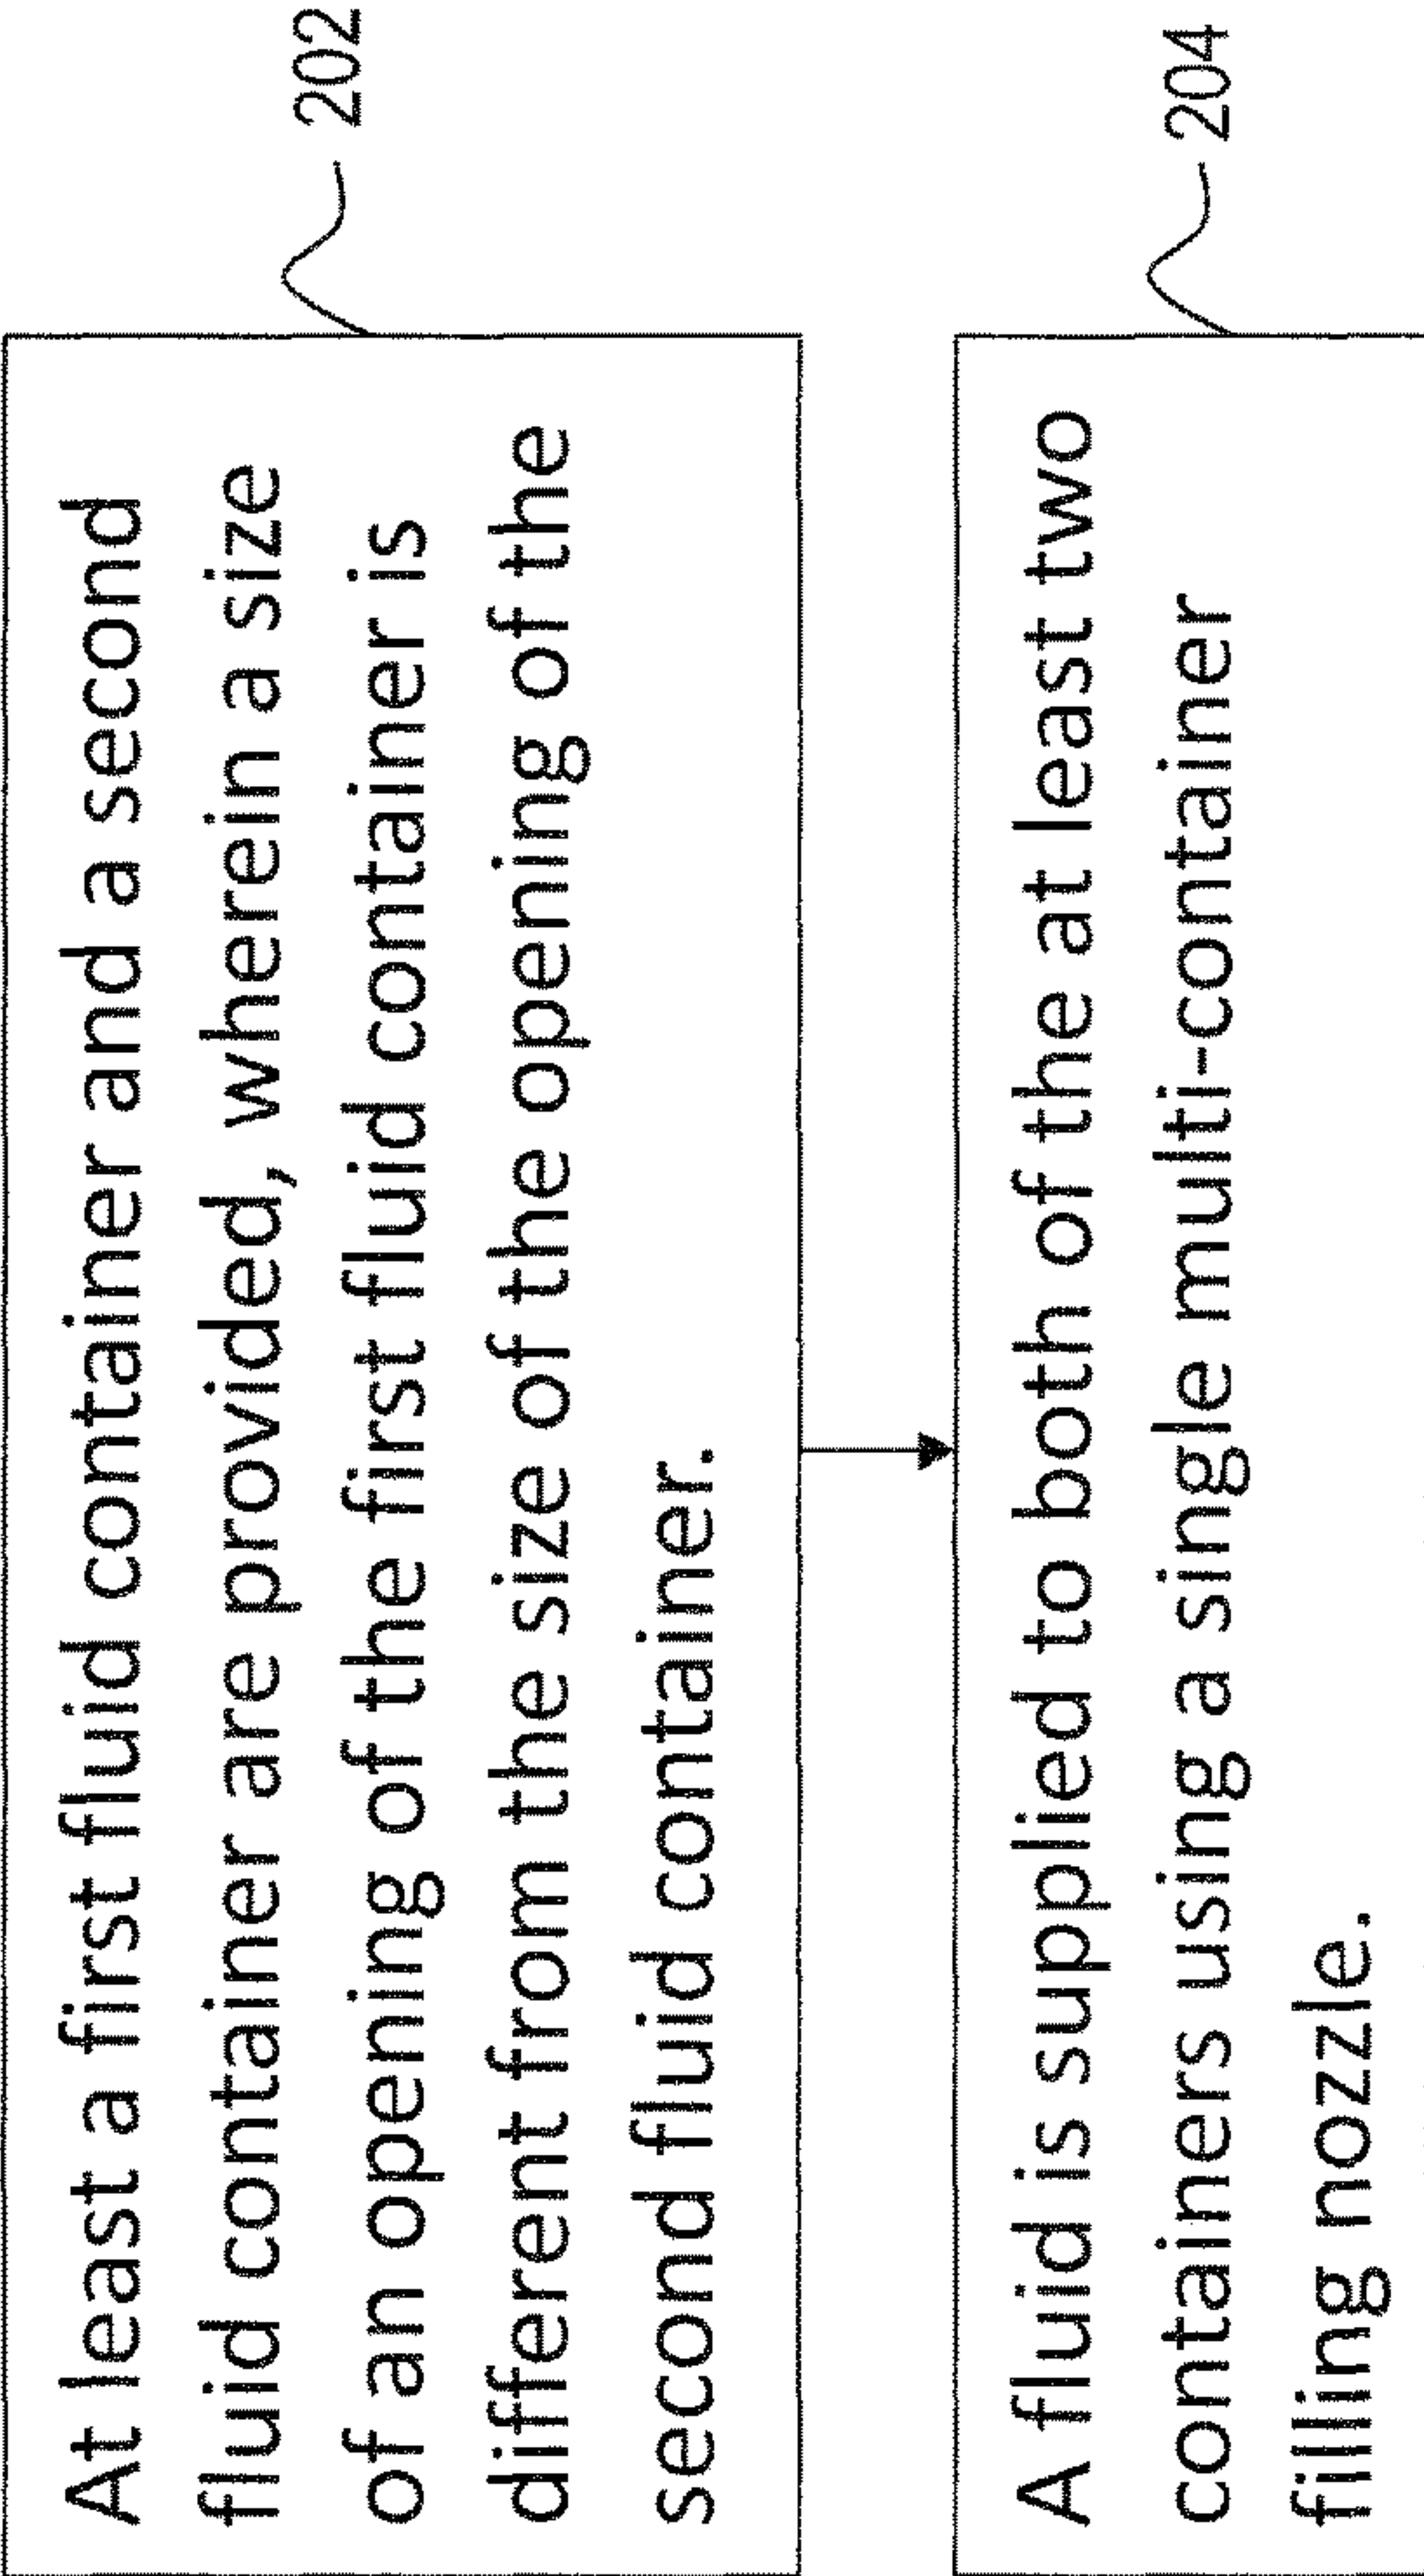 At least a first fluid container and a second
fluid container are provided, wherein a size
of an opening of the first fluid container is
different from the size of the opening of the
second fluid container.
202
A fluid is supplied to both of the at least two
containers using a single multi-container
filling nozzle.
204